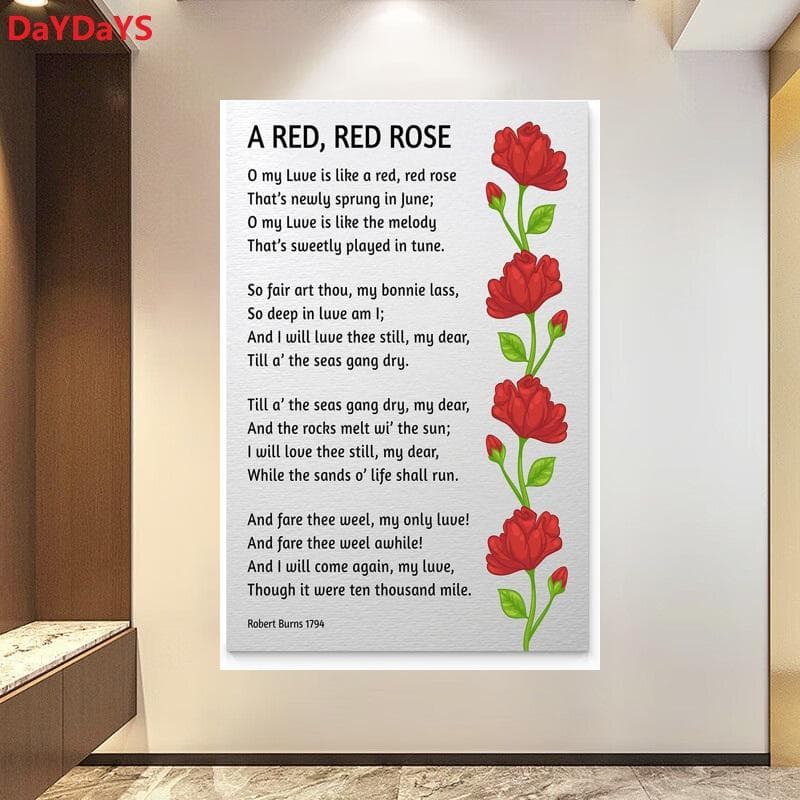 DaYDaYS
A RED, RED ROSE
O my Luve is like a red, red rose
That's newly sprung in June;
O my Luve is like the melody
That's sweetly played in tune.
So fair art thou, my bonnie lass,
So deep in luve am I;
And I will luve thee still, my dear,
Till a' the seas gang dry.
Till a' the seas gang dry, my dear,
And the rocks melt wi' the sun;
I will love thee still, my dear,
While the sands o' life shall run.
And fare thee weel, my only luve!
And fare thee weel awhile!
And I will come again, my luve,
Though it were ten thousand mile.
Robert Burns 1794